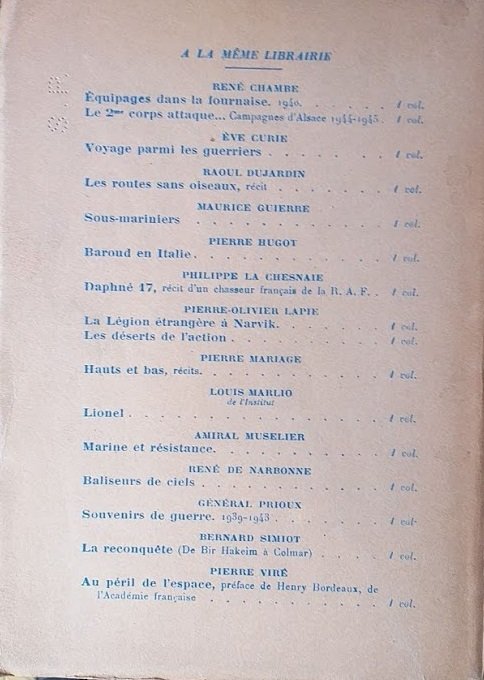 A LA MÊME LIBRAIRIE
RENÉ CHAMBE
Équipages dans la fournaise. 1940. . . . . . . 1 vol.
Le 2me corps attaque... Campagnes d'Alsace 1944-1945 . 1 vol.
ÈVE CURIE
Voyage parmi les guerriers . . . . . . . . . 1 vol.
RAOUL DUJARDIN
Les routes sans oiseaux, récit . . . . . . . . 1 vol.
MAURICE GUIERRE
Sous-mariniers . . . . . . . . . . . . 1 vol.
PIERRE HUGOT
Baroud en Italie . . . . . . . . . . . . 1 vol.
PHILIPPE LA CHESNAIE
Daphné 17, récit d'un chasseur français de la R. A. F. . 1 vol.
PIERRE-OLIVIER LAPIE
La Légion étrangère à Narvik. . . . . . . . . 1 vol.
Les déserts de l'action . . . . . . . . . . 1 vol.
PIERRE MARIAGE
Hauts et bas, récits. . . . . . . . . . . . 1 vol.
LOUIS MARLIO
de l'Institut
Lionel . . . . . . . . . . . . . . . 1 vol.
AMIRAL MUSELIER
Marine et résistance. . . . . . . . . . . 1 vol.
RENÉ DE NARBONNE
Baliseurs de ciels . . . . . . . . . . . . 1 vol.
GÉNÉRAL PRIOUX
Souvenirs de guerre. 1939-1943 . . . . . . . . 1 vol.
BERNARD SIMIOT
La reconquête (De Bir Hakeim à Colmar) . . . . . 1 vol.
PIERRE VIRÉ
Au péril de l'espace, préface de Henry Bordeaux, de
l'Académie française . . . . . . . . . . 1 vol.